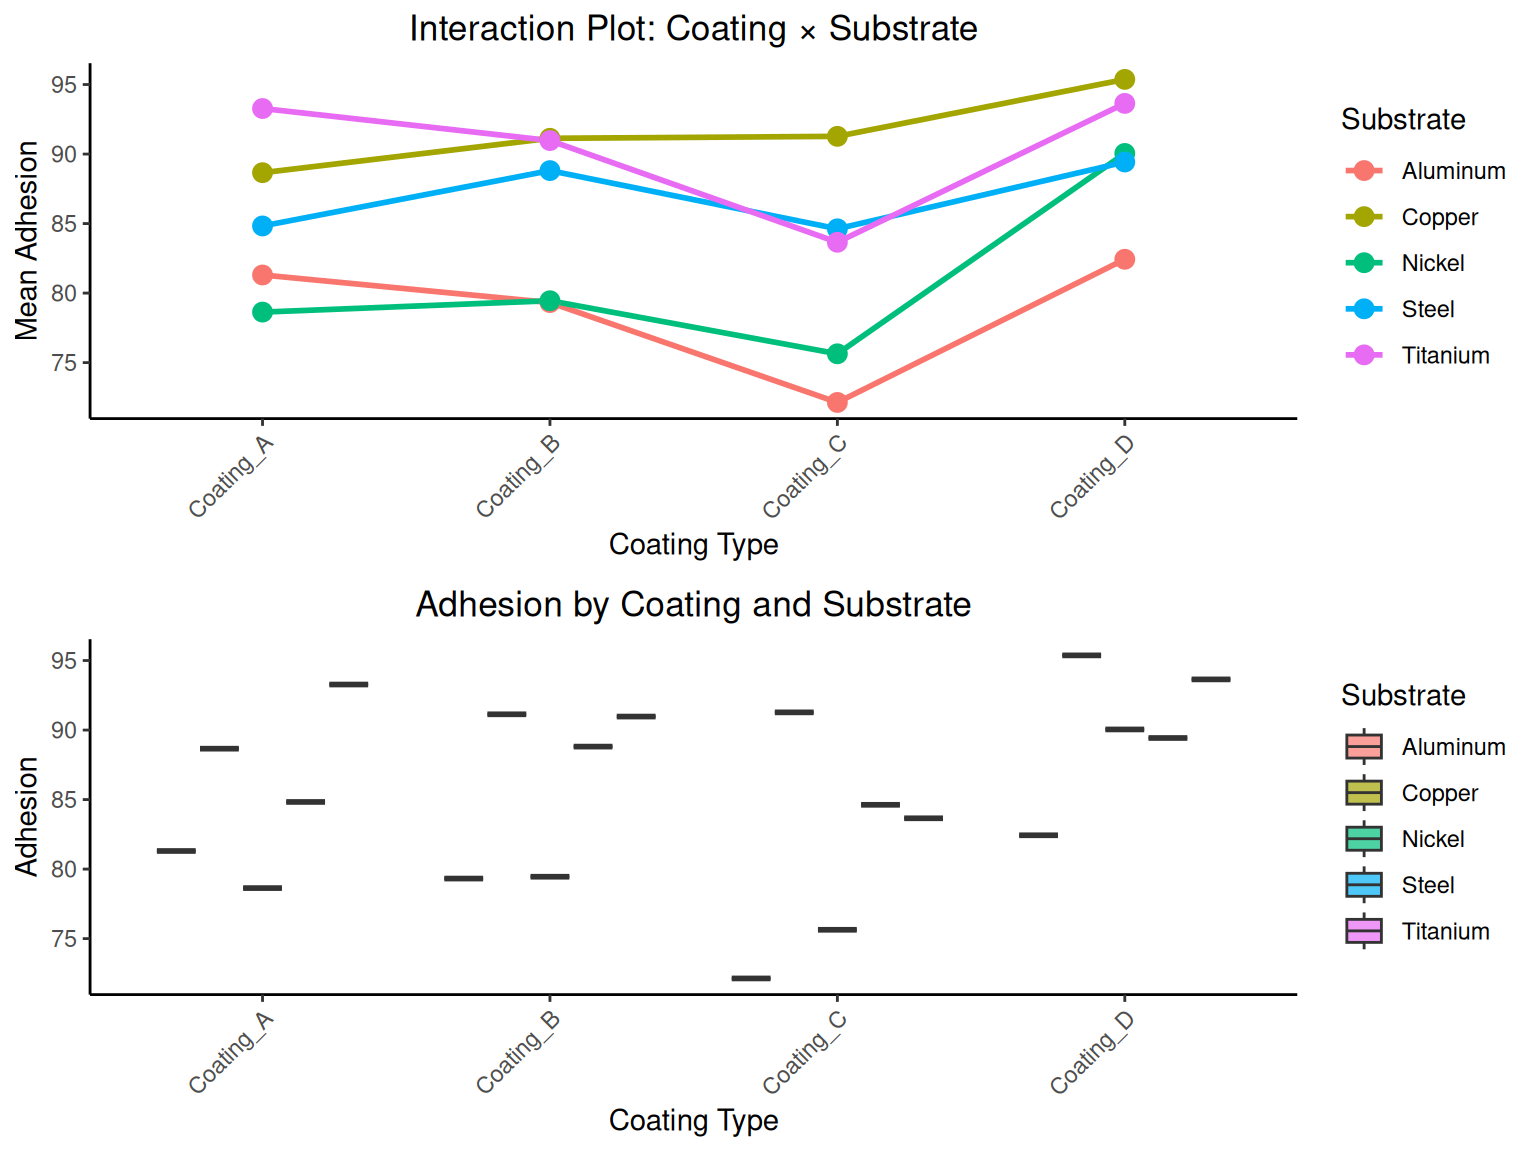 Interaction Plot: Coating × Substrate
Mean Adhesion
95
90
85
80
75
Coating_A
Coating_B
Coating_C
Coating_D
Coating Type
Substrate
Aluminum
Copper
Nickel
Steel
Titanium
Adhesion by Coating and Substrate
Adhesion
95
90
85
80
75
Coating_A
Coating_B
Coating_C
Coating_D
Coating Type
Substrate
Aluminum
Copper
Nickel
Steel
Titanium